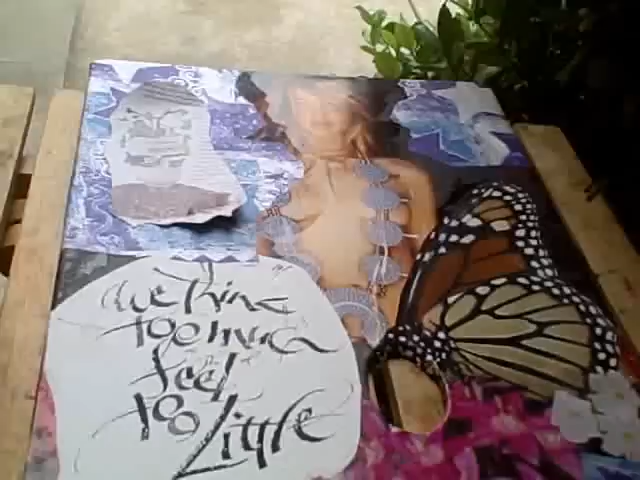 we think
too much
feel
too
Little